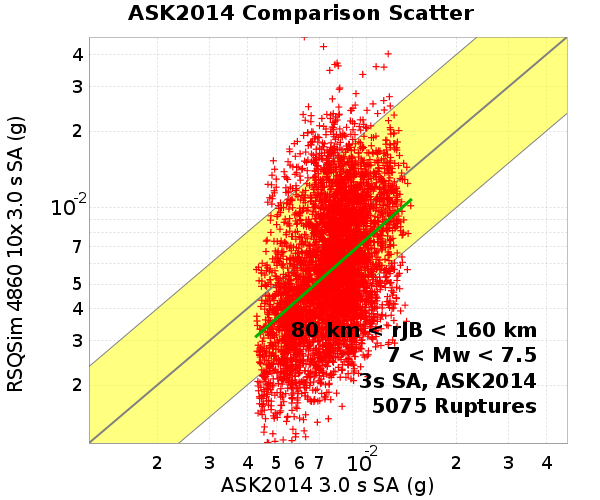 ASK2014 Comparison Scatter
RSQSim 4860 10x 3.0 s SA (g)
4
3
2
10-2
7
5
4
3
2
80 km < rJB < 160 km
7 < Mw < 7.5
3s SA, ASK2014
5075 Ruptures
2 3 4 5 6 7 10-2 2 3 4
ASK2014 3.0 s SA (g)